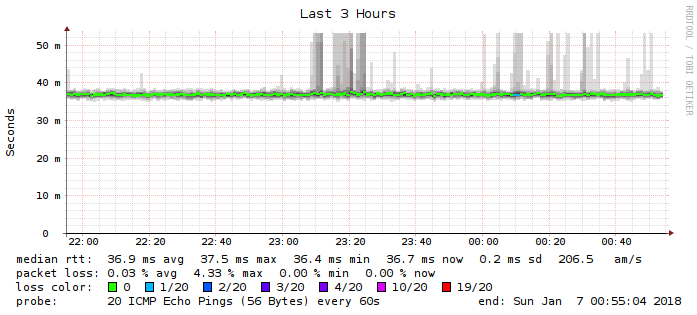 Last 3 Hours
RRDTOOL / TOBI OETIKER
Seconds
50 m
40 m
30 m
20 m
10 m
0
22:00 22:20 22:40 23:00 23:20 23:40 00:00 00:20 00:40
median rtt: 36.9 ms avg 37.5 ms max 36.4 ms min 36.7 ms now 0.2 ms sd 206.5 am/s
packet loss: 0.03 % avg 4.33 % max 0.00 % min 0.00 % now
loss color: 0 1/20 2/20 3/20 4/20 10/20 19/20
probe: 20 ICMP Echo Pings (56 Bytes) every 60s end: Sun Jan 7 00:55:04 2018